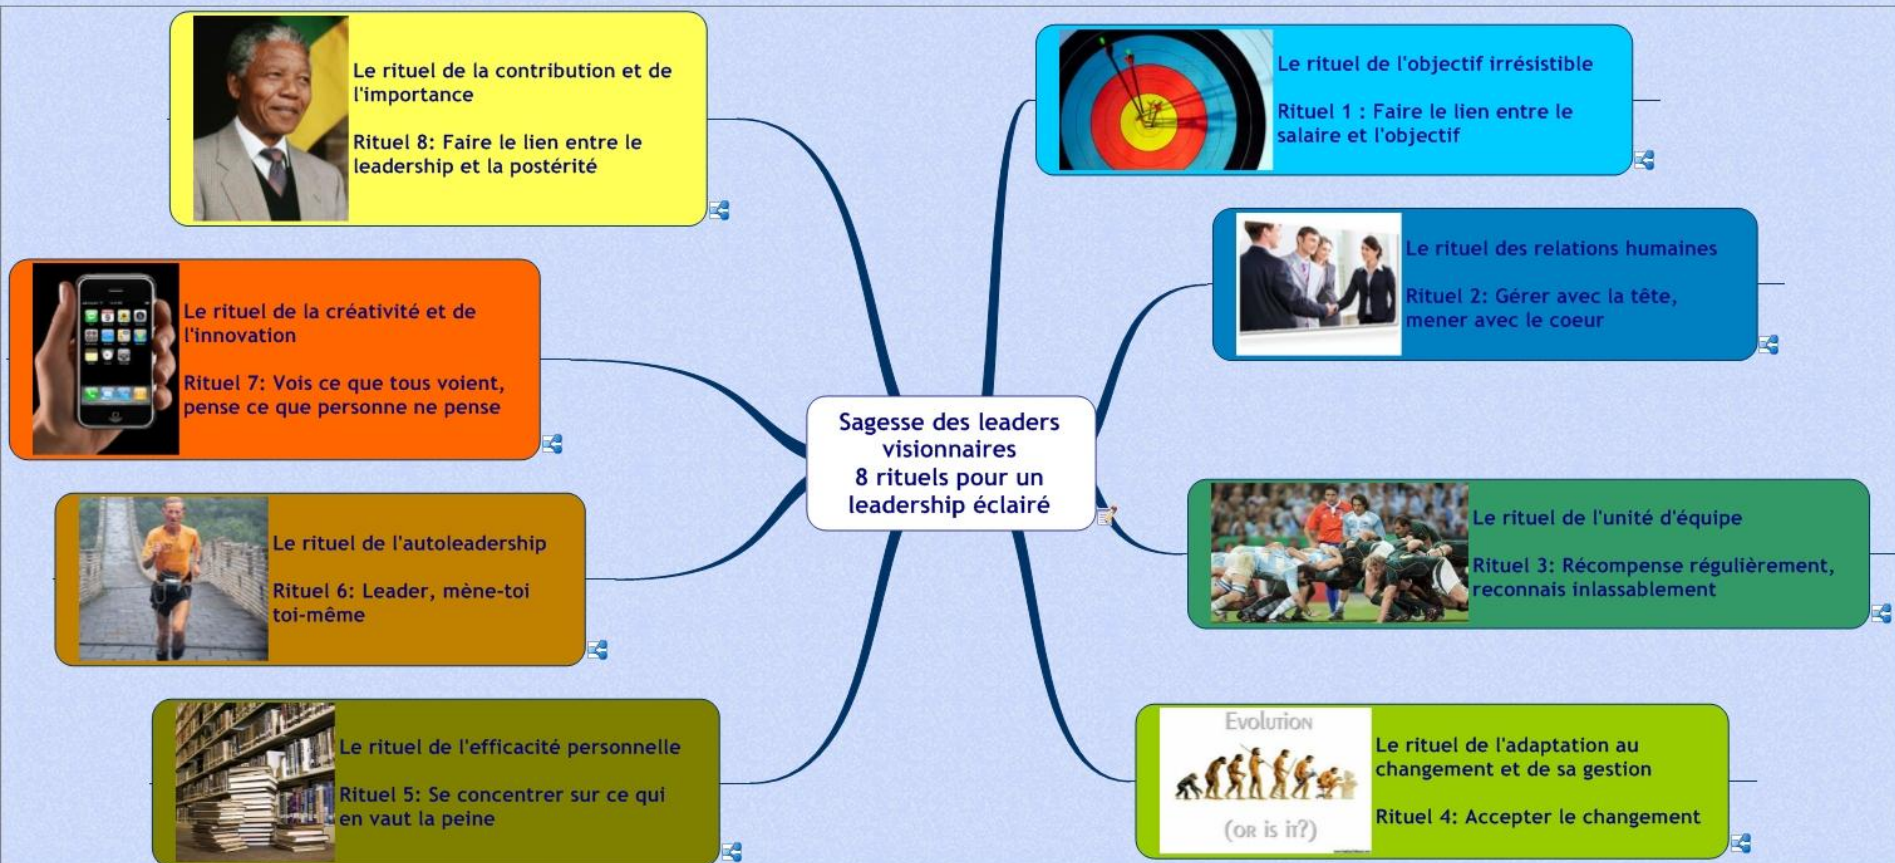 Sagesse des leaders
visionnaires
8 rituels pour un
leadership éclairé
Le rituel de l'objectif irrésistible
Rituel 1 : Faire le lien entre le
salaire et l'objectif
Le rituel des relations humaines
Rituel 2: Gérer avec la tête,
mener avec le coeur
Le rituel de l'unité d'équipe
Rituel 3: Récompense régulièrement,
reconnais inlassablement
Evolution
(or is it?)
Le rituel de l'adaptation au
changement et de sa gestion
Rituel 4: Accepter le changement
Le rituel de l'efficacité personnelle
Rituel 5: Se concentrer sur ce qui
en vaut la peine
Le rituel de l'autoleadership
Rituel 6: Leader, mène-toi
toi-même
Le rituel de la créativité et de
l'innovation
Rituel 7: Vois ce que tous voient,
pense ce que personne ne pense
Le rituel de la contribution et de
l'importance
Rituel 8: Faire le lien entre le
leadership et la postérité